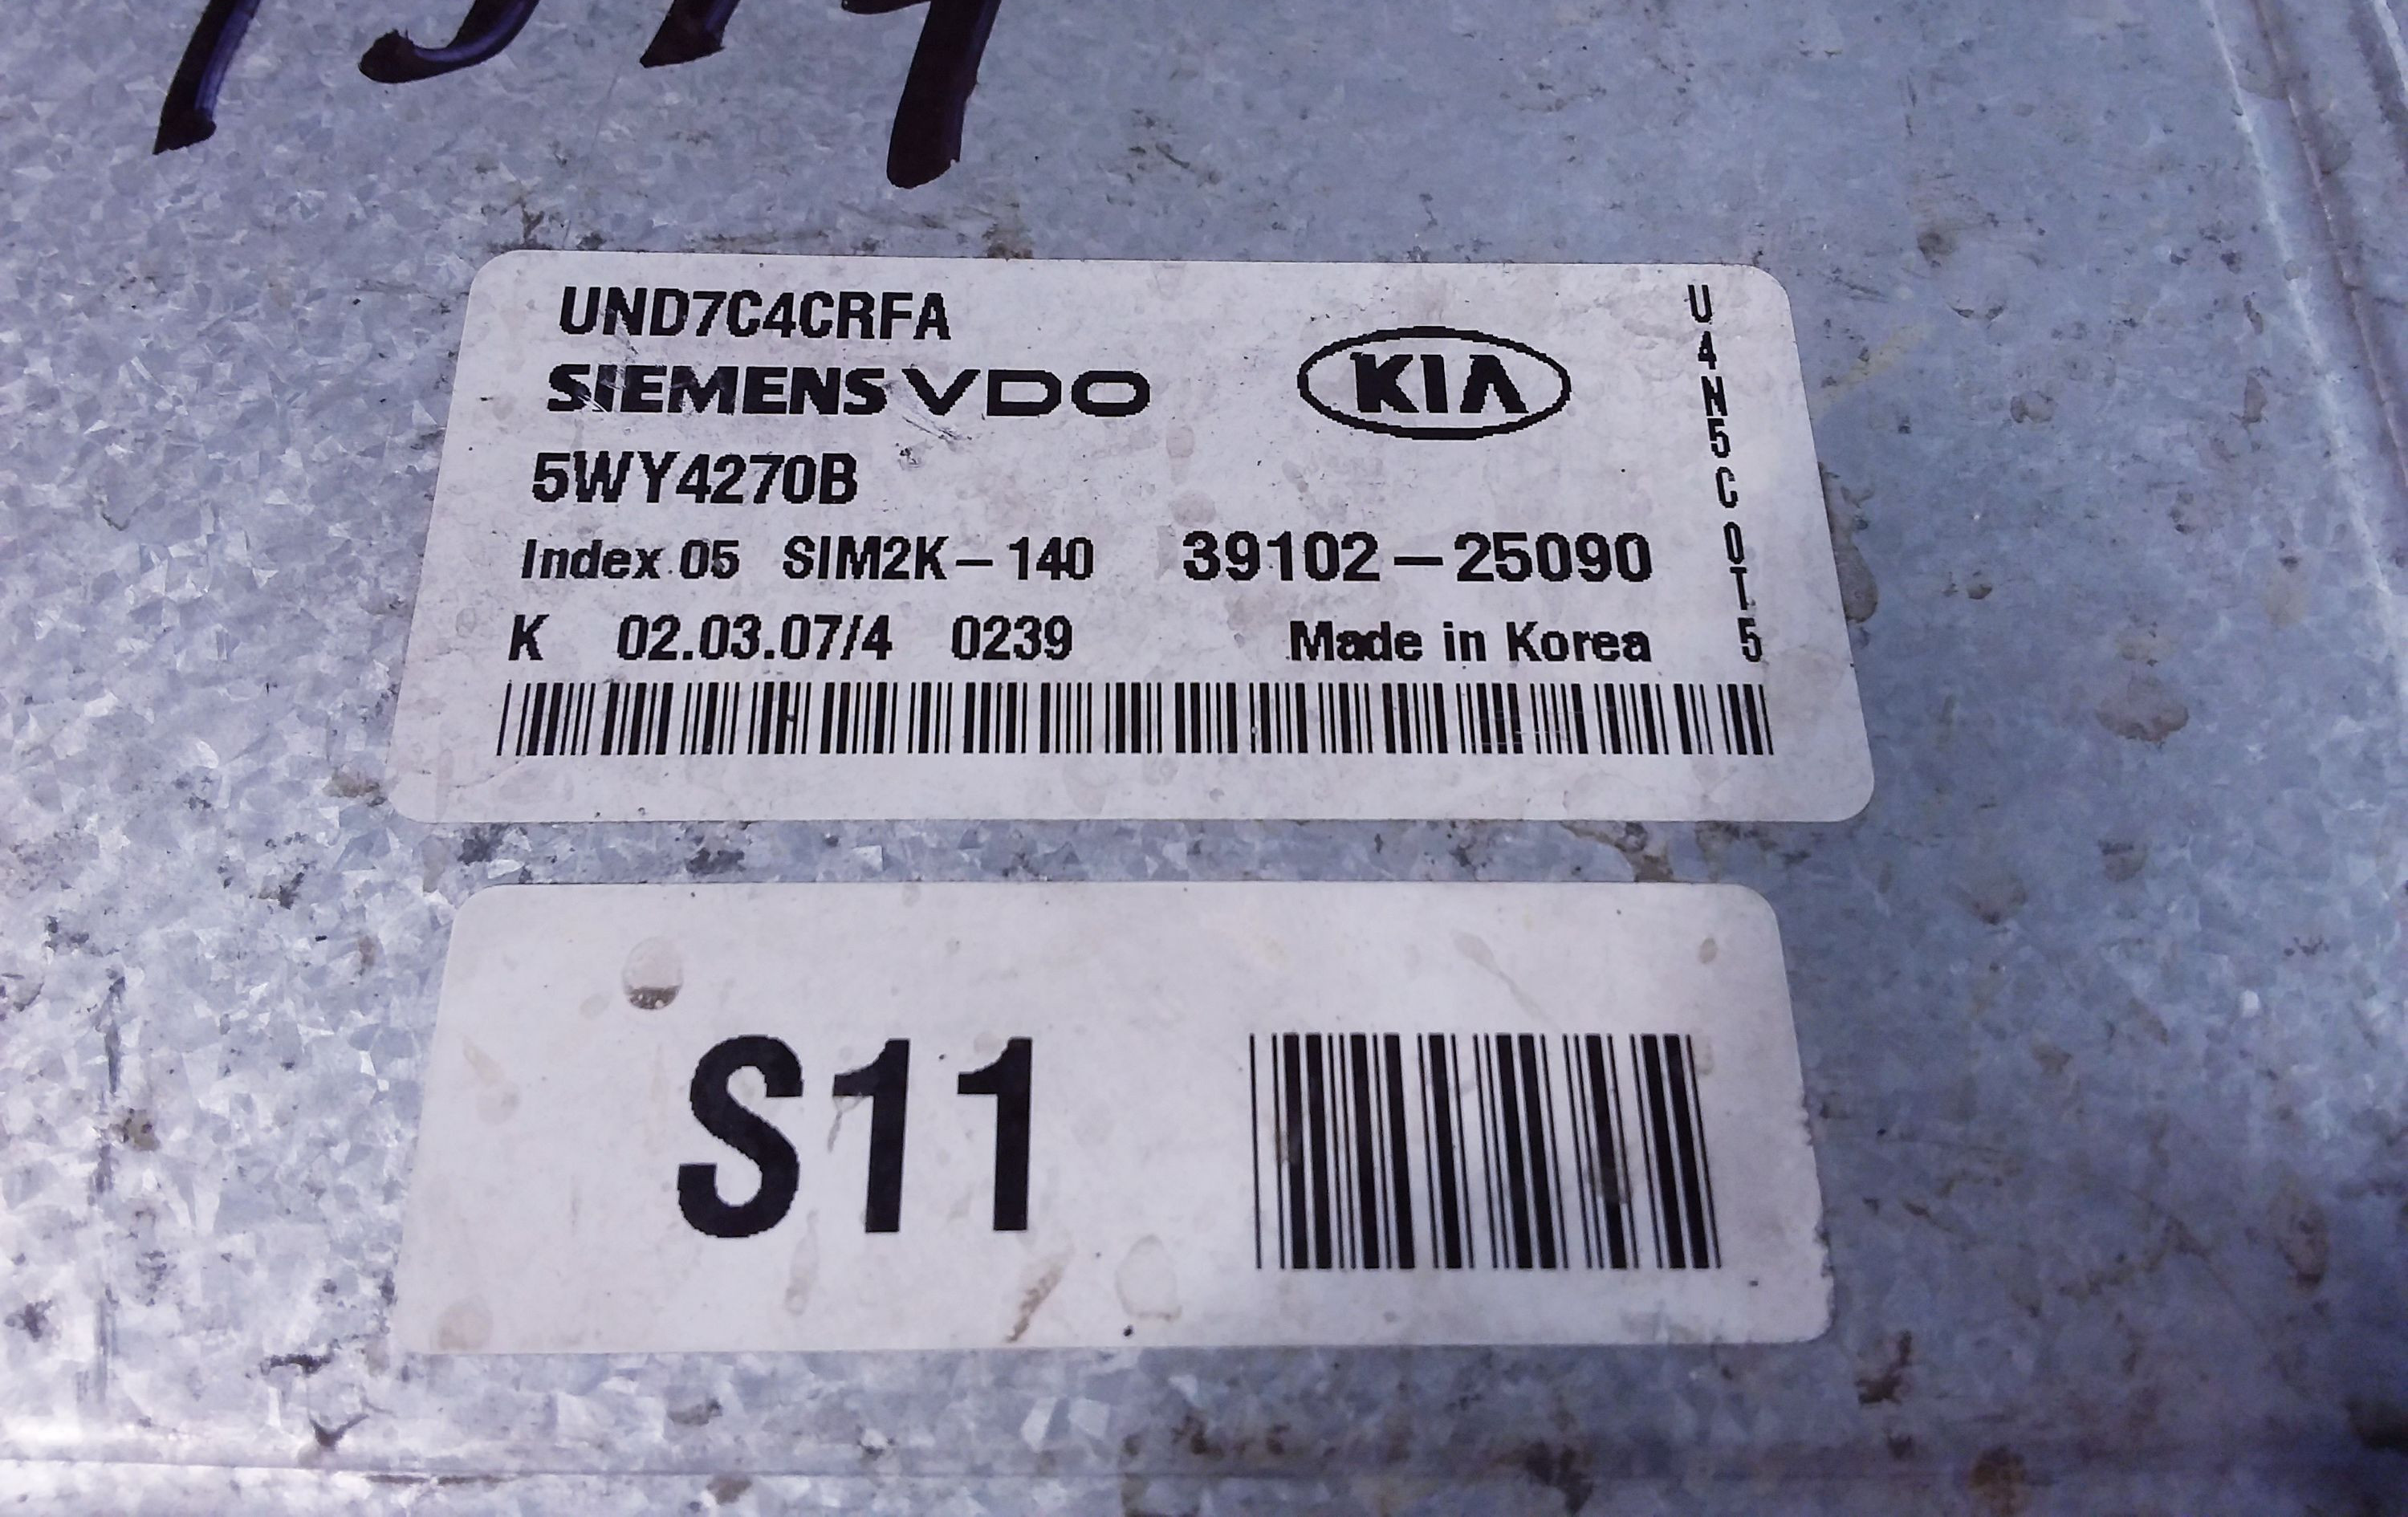 UND7C4CRFA
SIEMENS VDO
KIA
5WY4270B
Index 05 SIM2K-140 39102-25090
K 02.03.07/4 0239 Made in Korea
U4N5C0T5
S11